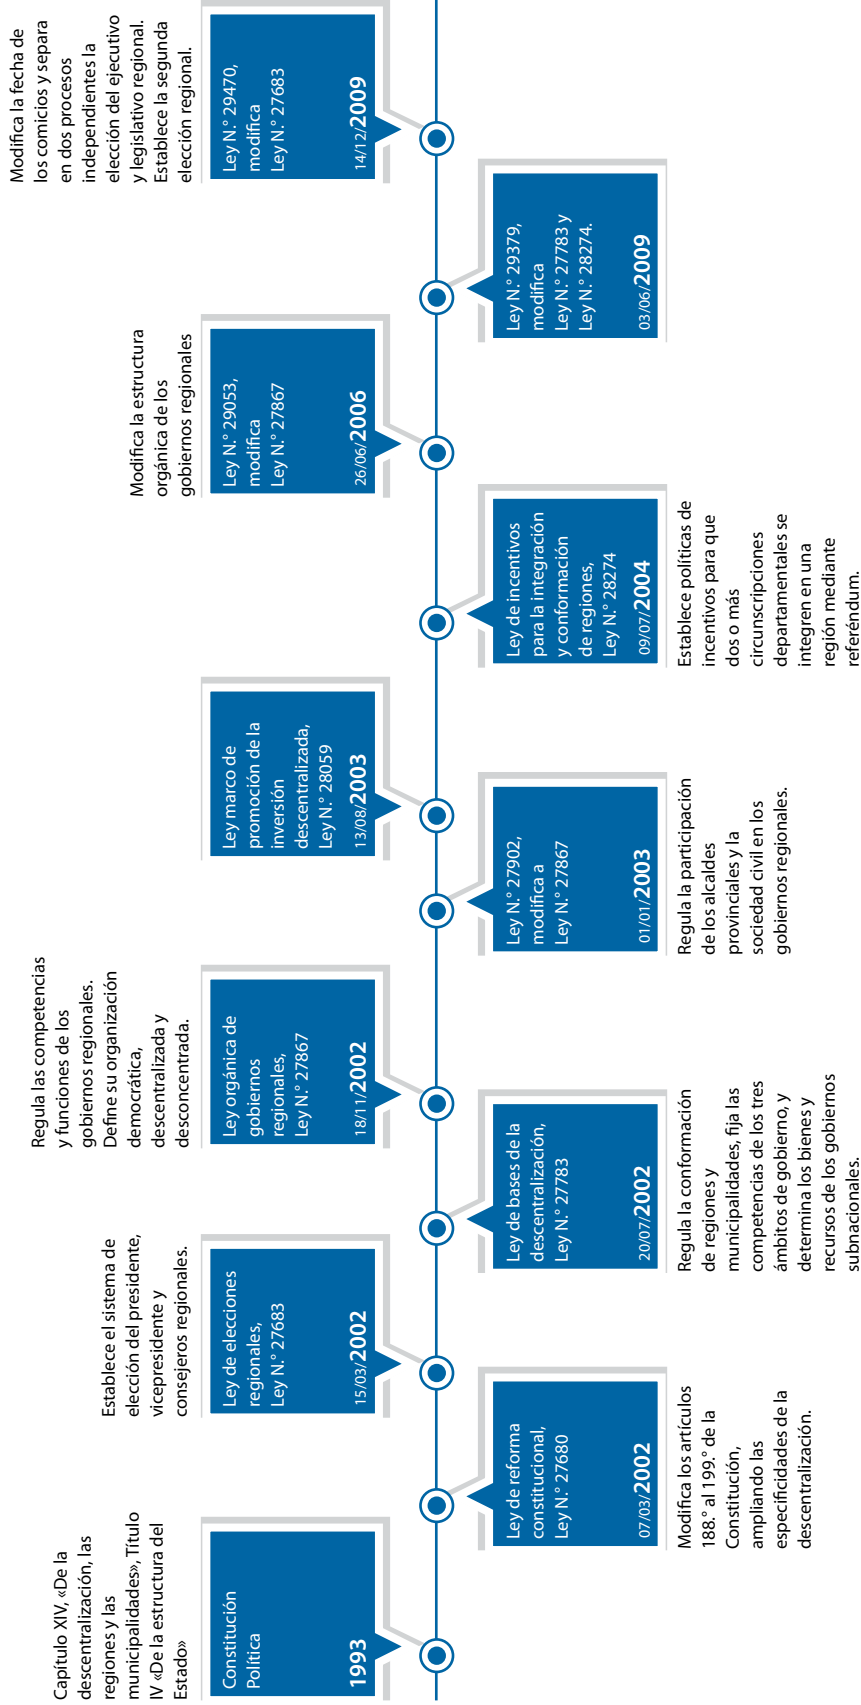 Capítulo XIV, «De la
descentralización, las
regiones y las
municipalidades», Título
IV «De la estructura del
Estado»
Constitución
Política
1993
Ley de reforma
constitucional,
Ley N.° 27680
07/03/2002
Modifica los artículos
188.° al 199.° de la
Constitución,
ampliando las
especificidades de la
descentralización.
Establece el sistema de
elección del presidente,
vicepresidente y
consejeros regionales.
Ley de elecciones
regionales,
Ley N.° 27683
15/03/2002
Ley de bases de la
descentralización,
Ley N.° 27783
20/07/2002
Regula la conformación
de regiones y
municipalidades, fija las
competencias de los tres
ámbitos de gobierno, y
determina los bienes y
recursos de los gobiernos
subnacionales.
Regula las competencias
y funciones de los
gobiernos regionales.
Define su organización
democrática,
descentralizada y
desconcentrada.
Ley orgánica de
gobiernos
regionales,
Ley N.° 27867
18/11/2002
Ley N.° 27902,
modifica a
Ley N.° 27867
01/01/2003
Regula la participación
de los alcaldes
provinciales y la
sociedad civil en los
gobiernos regionales.
Ley marco de
promoción de la
inversión
descentralizada,
Ley N.° 28059
13/08/2003
Ley de incentivos
para la integración
y conformación
de regiones,
Ley N.° 28274
09/07/2004
Establece políticas de
incentivos para que
dos o más
circunscripciones
departamentales se
integren en una
región mediante
referéndum.
Modifica la estructura
orgánica de los
gobiernos regionales
Ley N.° 29053,
modifica
Ley N.° 27867
26/06/2006
Ley N.° 29379,
modifica
Ley N.° 27783 y
Ley N.° 28274.
03/06/2009
Modifica la fecha de
los comicios y separa
en dos procesos
independientes la
elección del ejecutivo
y legislativo regional.
Establece la segunda
elección regional.
Ley N.° 29470,
modifica
Ley N.° 27683
14/12/2009